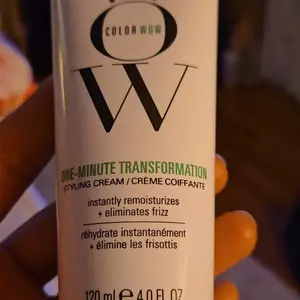 COLOR WOW
OW
ONE-MINUTE TRANSFORMATION
STYLING CREAM / CRÈME COIFFANTE
instantly remoisturizes
+ eliminates frizz
réhydrate instantanément
+ élimine les frisottis
120 ml e 4.0 FL OZ